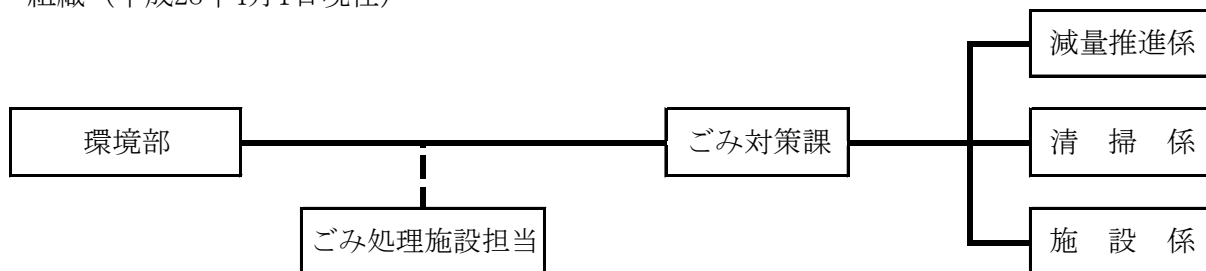 減量推進係
環境部
ごみ対策課
清　掃　係
ごみ処理施設担当
施　設　係